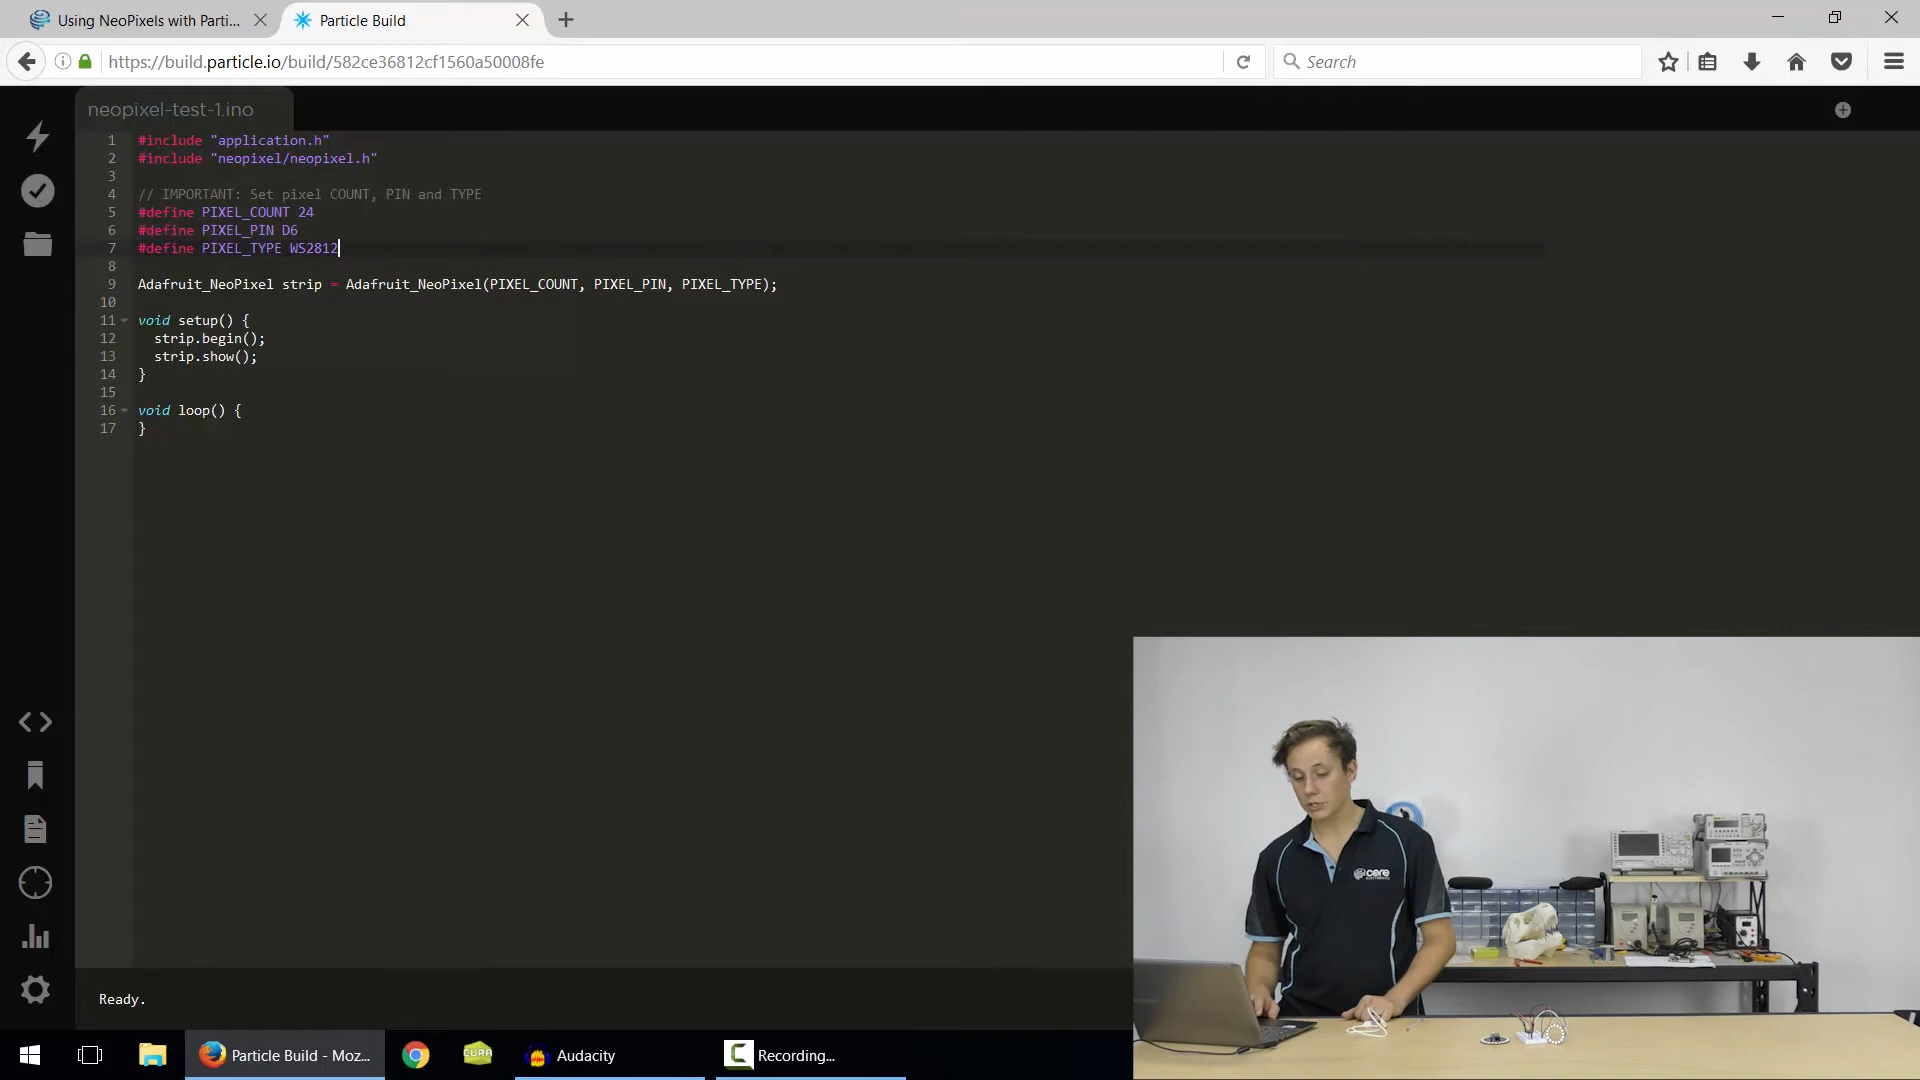 Using NeoPixels with Parti...
Particle Build
https://build.particle.io/build/582ce36812cf1560a50008fe
Search
neopixel-test-1.ino
1 #include "application.h"
2 #include "neopixel/neopixel.h"
3
4 // IMPORTANT: Set pixel COUNT, PIN and TYPE
5 #define PIXEL_COUNT 24
6 #define PIXEL_PIN D6
7 #define PIXEL_TYPE WS2812
8
9 Adafruit_NeoPixel strip = Adafruit_NeoPixel(PIXEL_COUNT, PIXEL_PIN, PIXEL_TYPE);
10
11 void setup() {
12 strip.begin();
13 strip.show();
14 }
15
16 void loop() {
17 }
core
ELECTRONICS
Ready.
Particle Build - Moz...
CURA
Audacity
Recording...